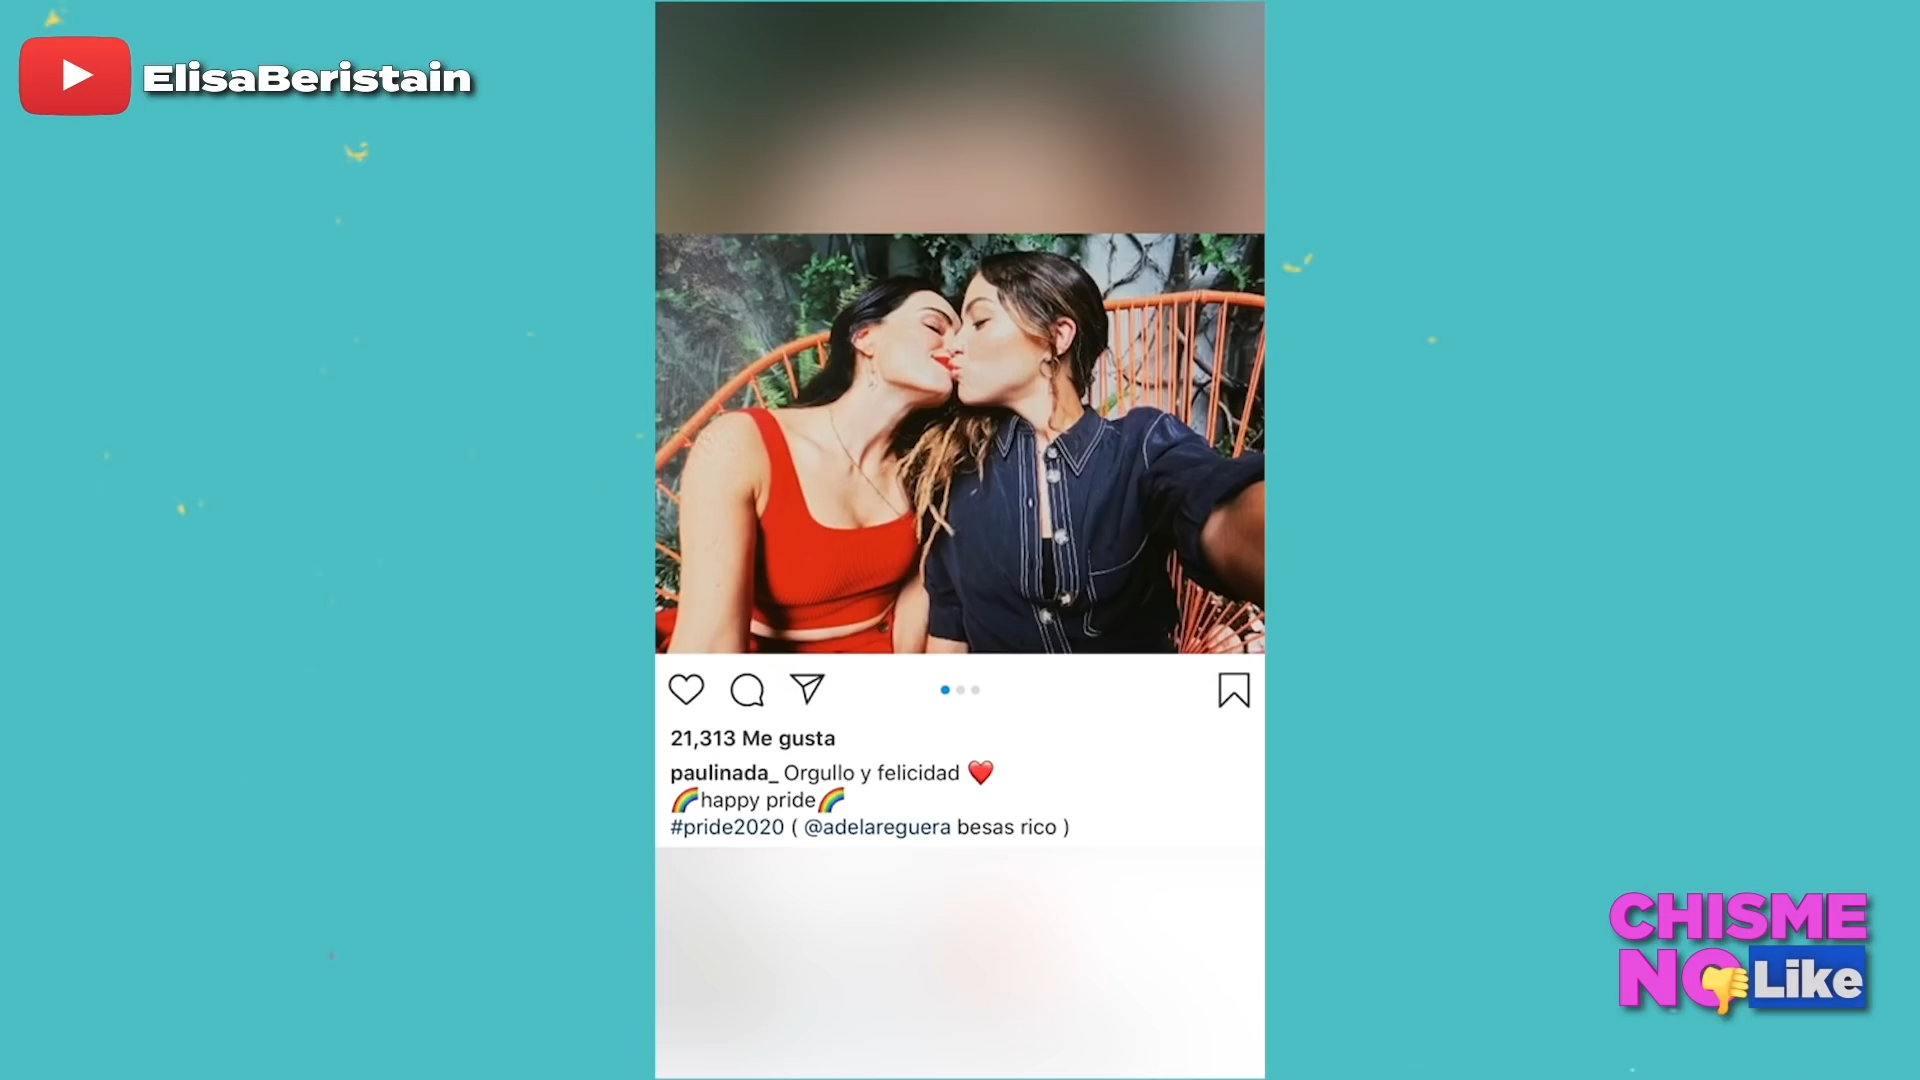 ElisaBeristain
21,313 Me gusta
paulinada_ Orgullo y felicidad ❤️
🌈happy pride🌈
#pride2020 ( @adelareguera besas rico )
CHISME
NO Like